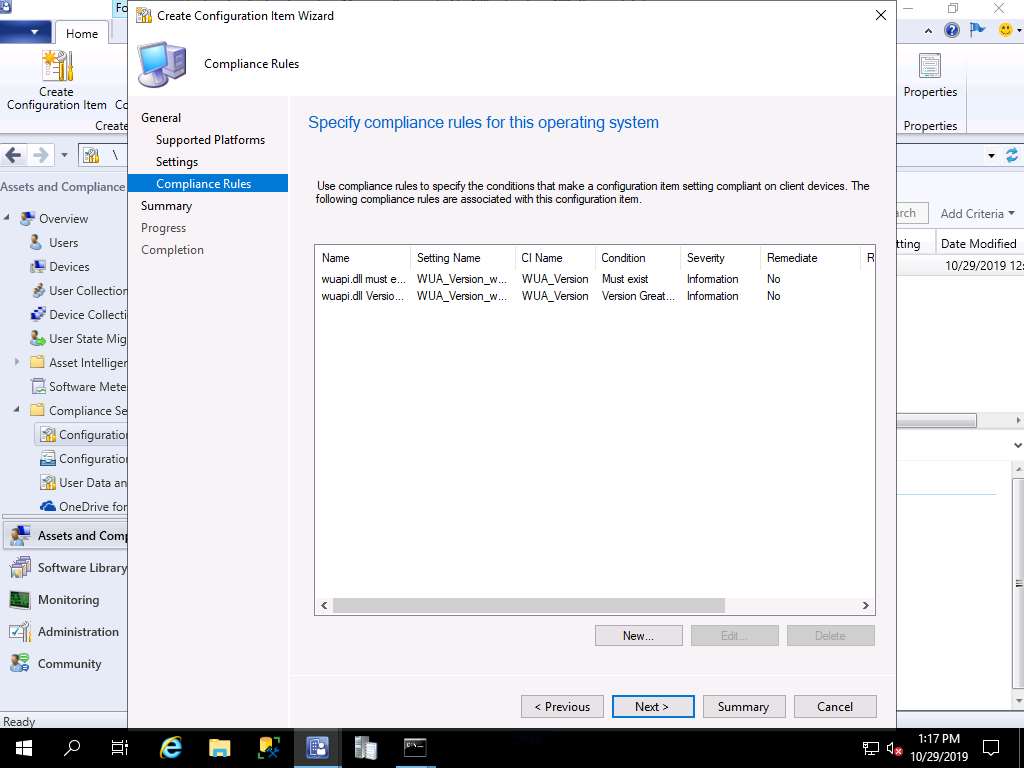 Fo
Create Configuration Item Wizard
Home
Compliance Rules
Create
Configuration Item
Co
Create
Properties
Properties
\
Assets and Compliance
Overview
Users
Devices
User Collection
Device Collecti
User State Mig
Asset Intelliger
Software Mete
Compliance Se
Configuratio
Configuratio
User Data an
OneDrive for
Assets and Comp
Software Library
Monitoring
Administration
Community
Ready
General
Supported Platforms
Settings
Compliance Rules
Summary
Progress
Completion
Specify compliance rules for this operating system
Use compliance rules to specify the conditions that make a configuration item setting compliant on client devices. The
following compliance rules are associated with this configuration item.
Name Setting Name CI Name Condition Severity Remediate R
wuapi.dll must e... WUA_Version_w... WUA_Version Must exist Information No
wuapi.dll Versio... WUA_Version_w... WUA_Version Version Great... Information No
New... Edit... Delete
< Previous Next > Summary Cancel
arch Add Criteria
tting Date Modified
10/29/2019 12:
1:17 PM
10/29/2019